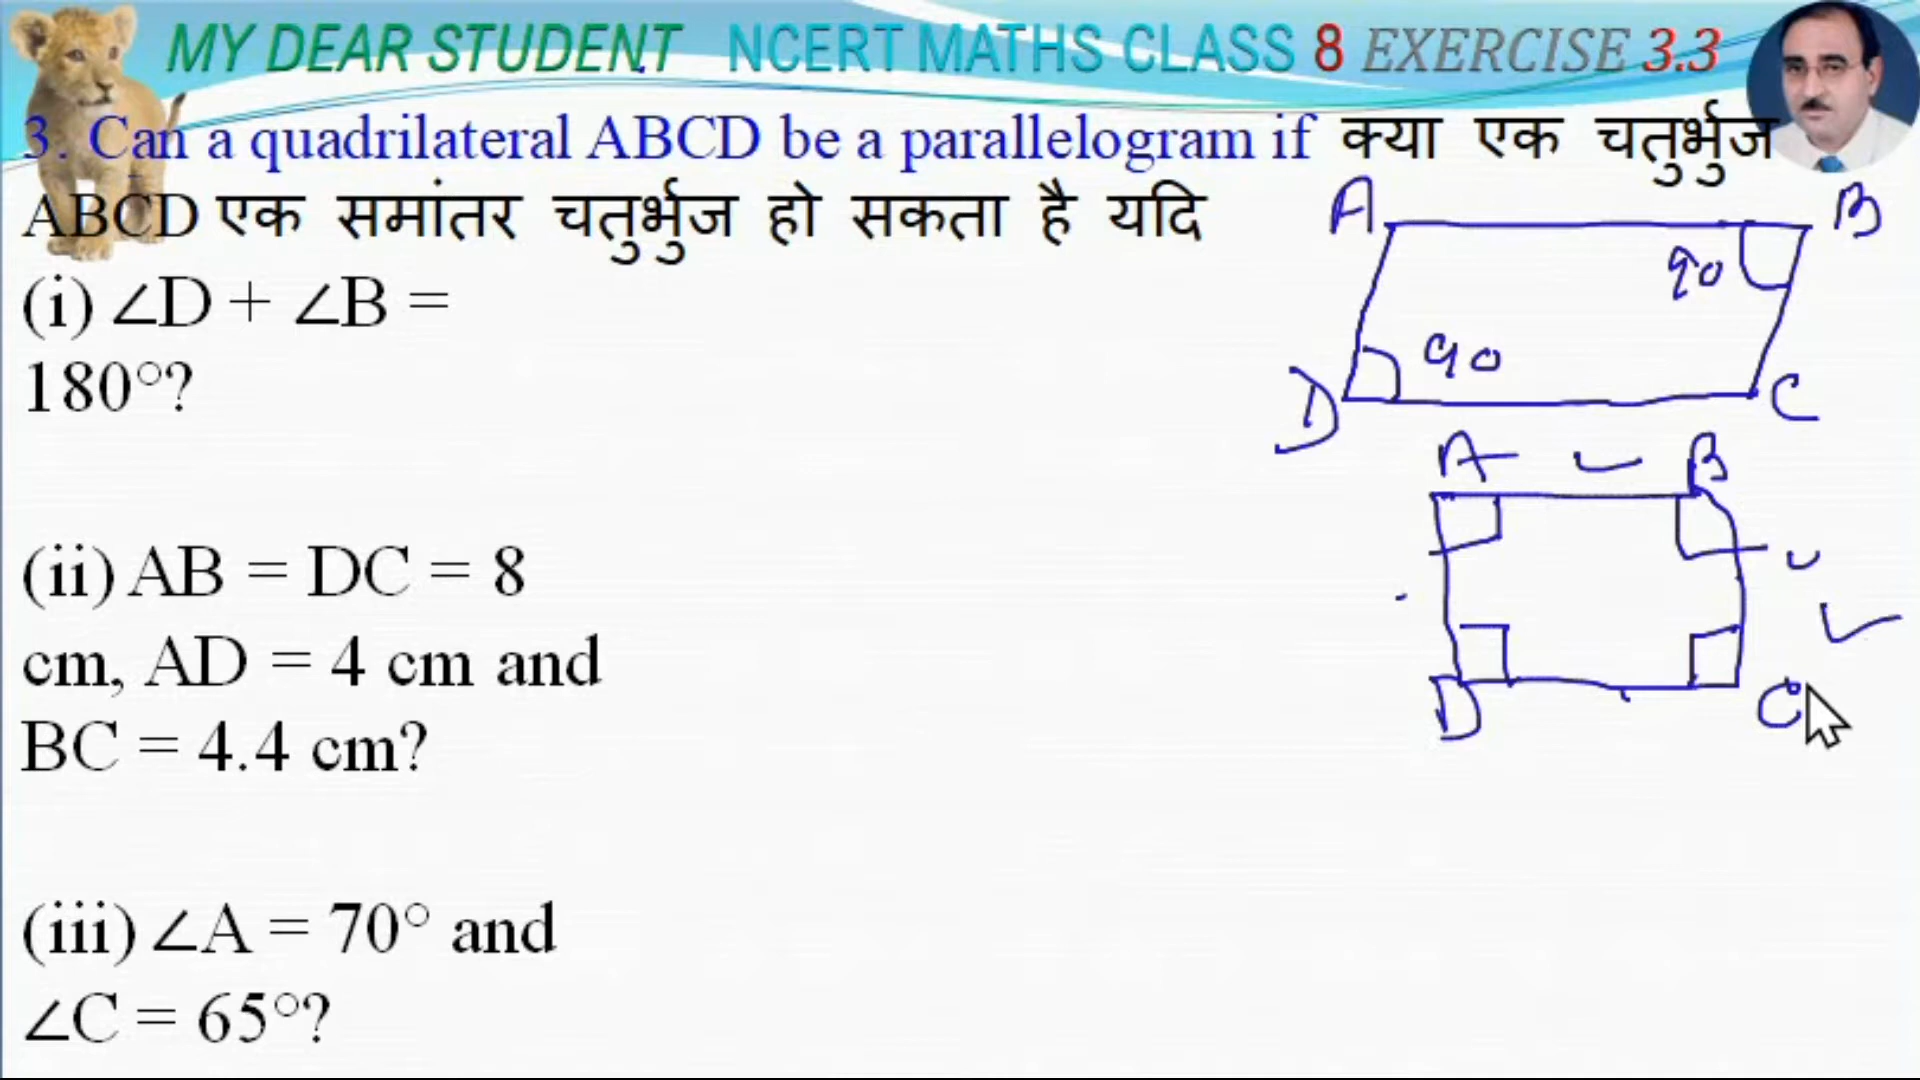 MY DEAR STUDENT NCERT MATHS CLASS 8 EXERCISE 3.3
3. Can a quadrilateral ABCD be a parallelogram if क्या एक चतुर्भुज
ABCD एक समांतर चतुर्भुज हो सकता है यदि
(i) ∠D + ∠B =
180°?
(ii) AB = DC = 8
cm, AD = 4 cm and
BC = 4.4 cm?
(iii) ∠A = 70° and
∠C = 65°?
A B
90
90
D C
A B
D C